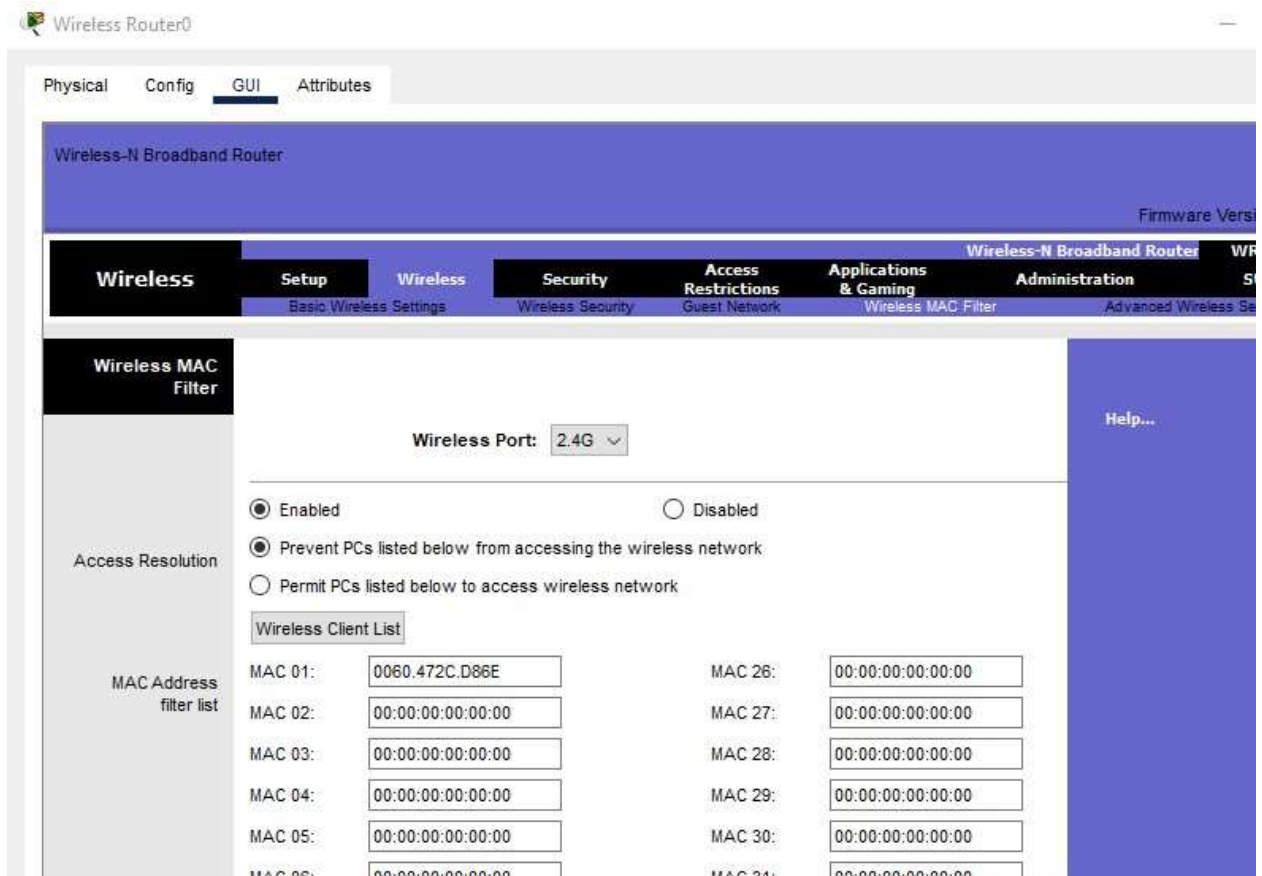 Wireless Router0
Physical Config GUI Attributes
Wireless-N Broadband Router
Firmware Versi
Wireless-N Broadband Router WR
Wireless Setup Wireless Security Access Restrictions Applications & Gaming Administration
Basic Wireless Settings Wireless Security Guest Network Wireless MAC Filter Advanced Wireless Se
Wireless MAC
Filter
Help...
Wireless Port: 2.4G
Enabled Disabled
Access Resolution Prevent PCs listed below from accessing the wireless network
Permit PCs listed below to access wireless network
Wireless Client List
MAC Address
filter list
MAC 01: 0060.472C.D86E MAC 26: 00:00:00:00:00:00
MAC 02: 00:00:00:00:00:00 MAC 27: 00:00:00:00:00:00
MAC 03: 00:00:00:00:00:00 MAC 28: 00:00:00:00:00:00
MAC 04: 00:00:00:00:00:00 MAC 29: 00:00:00:00:00:00
MAC 05: 00:00:00:00:00:00 MAC 30: 00:00:00:00:00:00